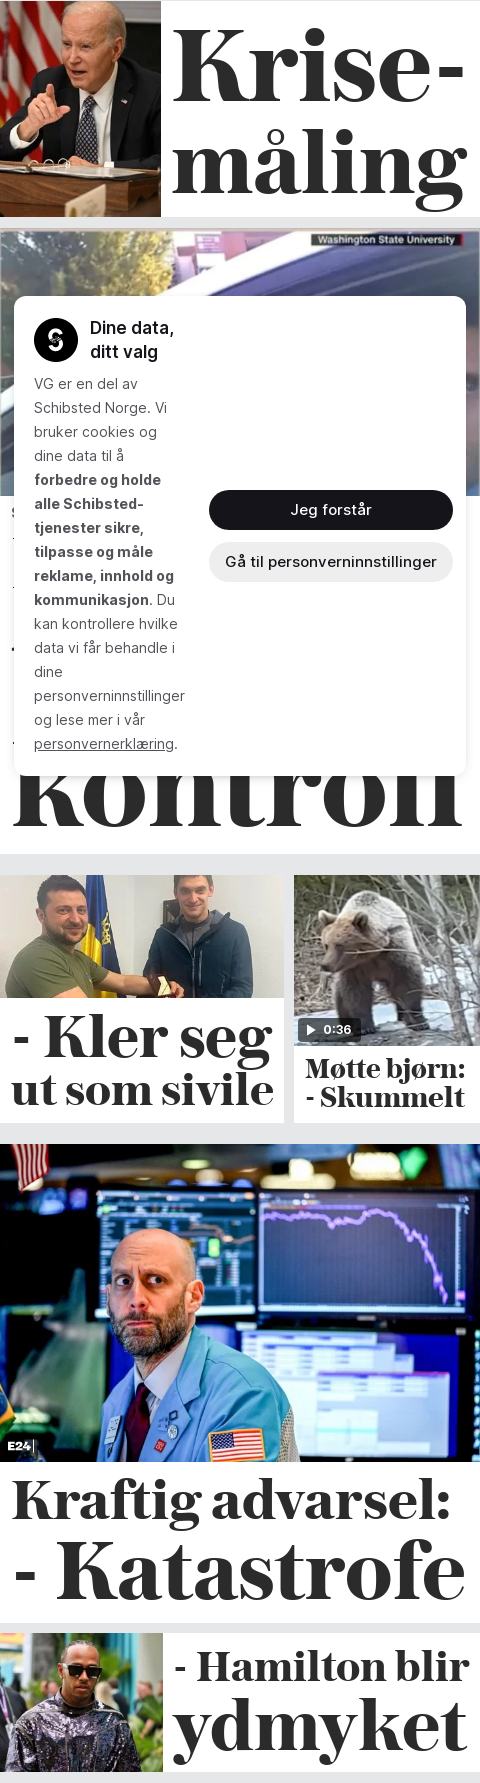 Krise-
måling
Washington State University
Dine data,
ditt valg
VG er en del av
Schibsted Norge. Vi
bruker cookies og
dine data til å
forbedre og holde
alle Schibsted-
tjenester sikre,
tilpasse og måle
reklame, innhold og
kommunikasjon. Du
kan kontrollere hvilke
data vi får behandle i
dine
personverninnstillinger
og lese mer i vår
personvernerklæring.
Jeg forstår
Gå til personverninnstillinger
kontroll
- Kler seg
ut som sivile
0:36
Møtte bjørn:
- Skummelt
E24
Kraftig advarsel:
- Katastrofe
- Hamilton blir
ydmyket